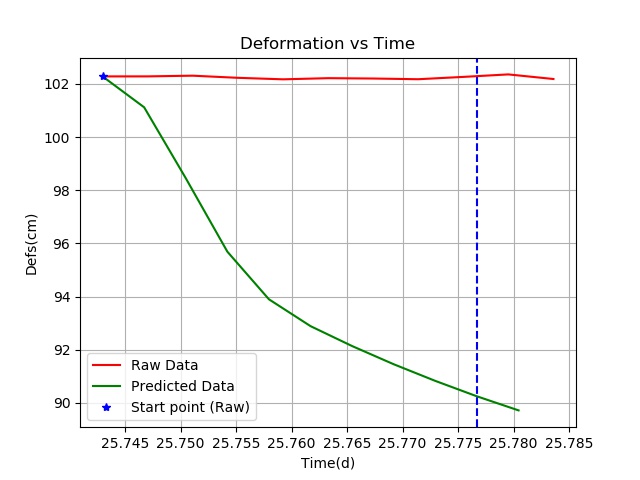 Deformation vs Time
Defs(cm)
102
100
98
96
94
92
90
Raw Data
Predicted Data
Start point (Raw)
25.745 25.750 25.755 25.760 25.765 25.770 25.775 25.780 25.785
Time(d)